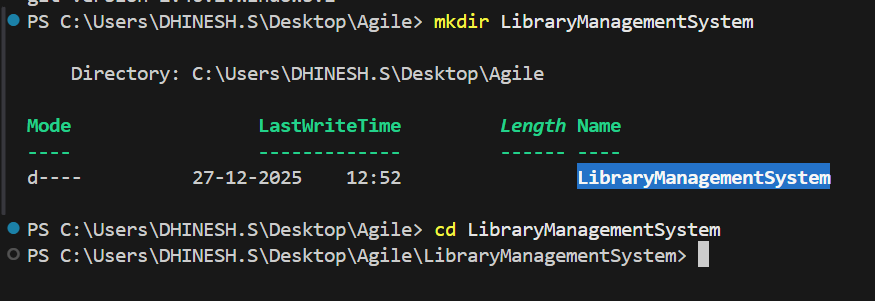 PS C:\Users\DHINESH.S\Desktop\Agile> mkdir LibraryManagementSystem
Directory: C:\Users\DHINESH.S\Desktop\Agile
Mode LastWriteTime Length Name
---- ------------- ------ ----
d---- 27-12-2025 12:52 LibraryManagementSystem
PS C:\Users\DHINESH.S\Desktop\Agile> cd LibraryManagementSystem
PS C:\Users\DHINESH.S\Desktop\Agile\LibraryManagementSystem>